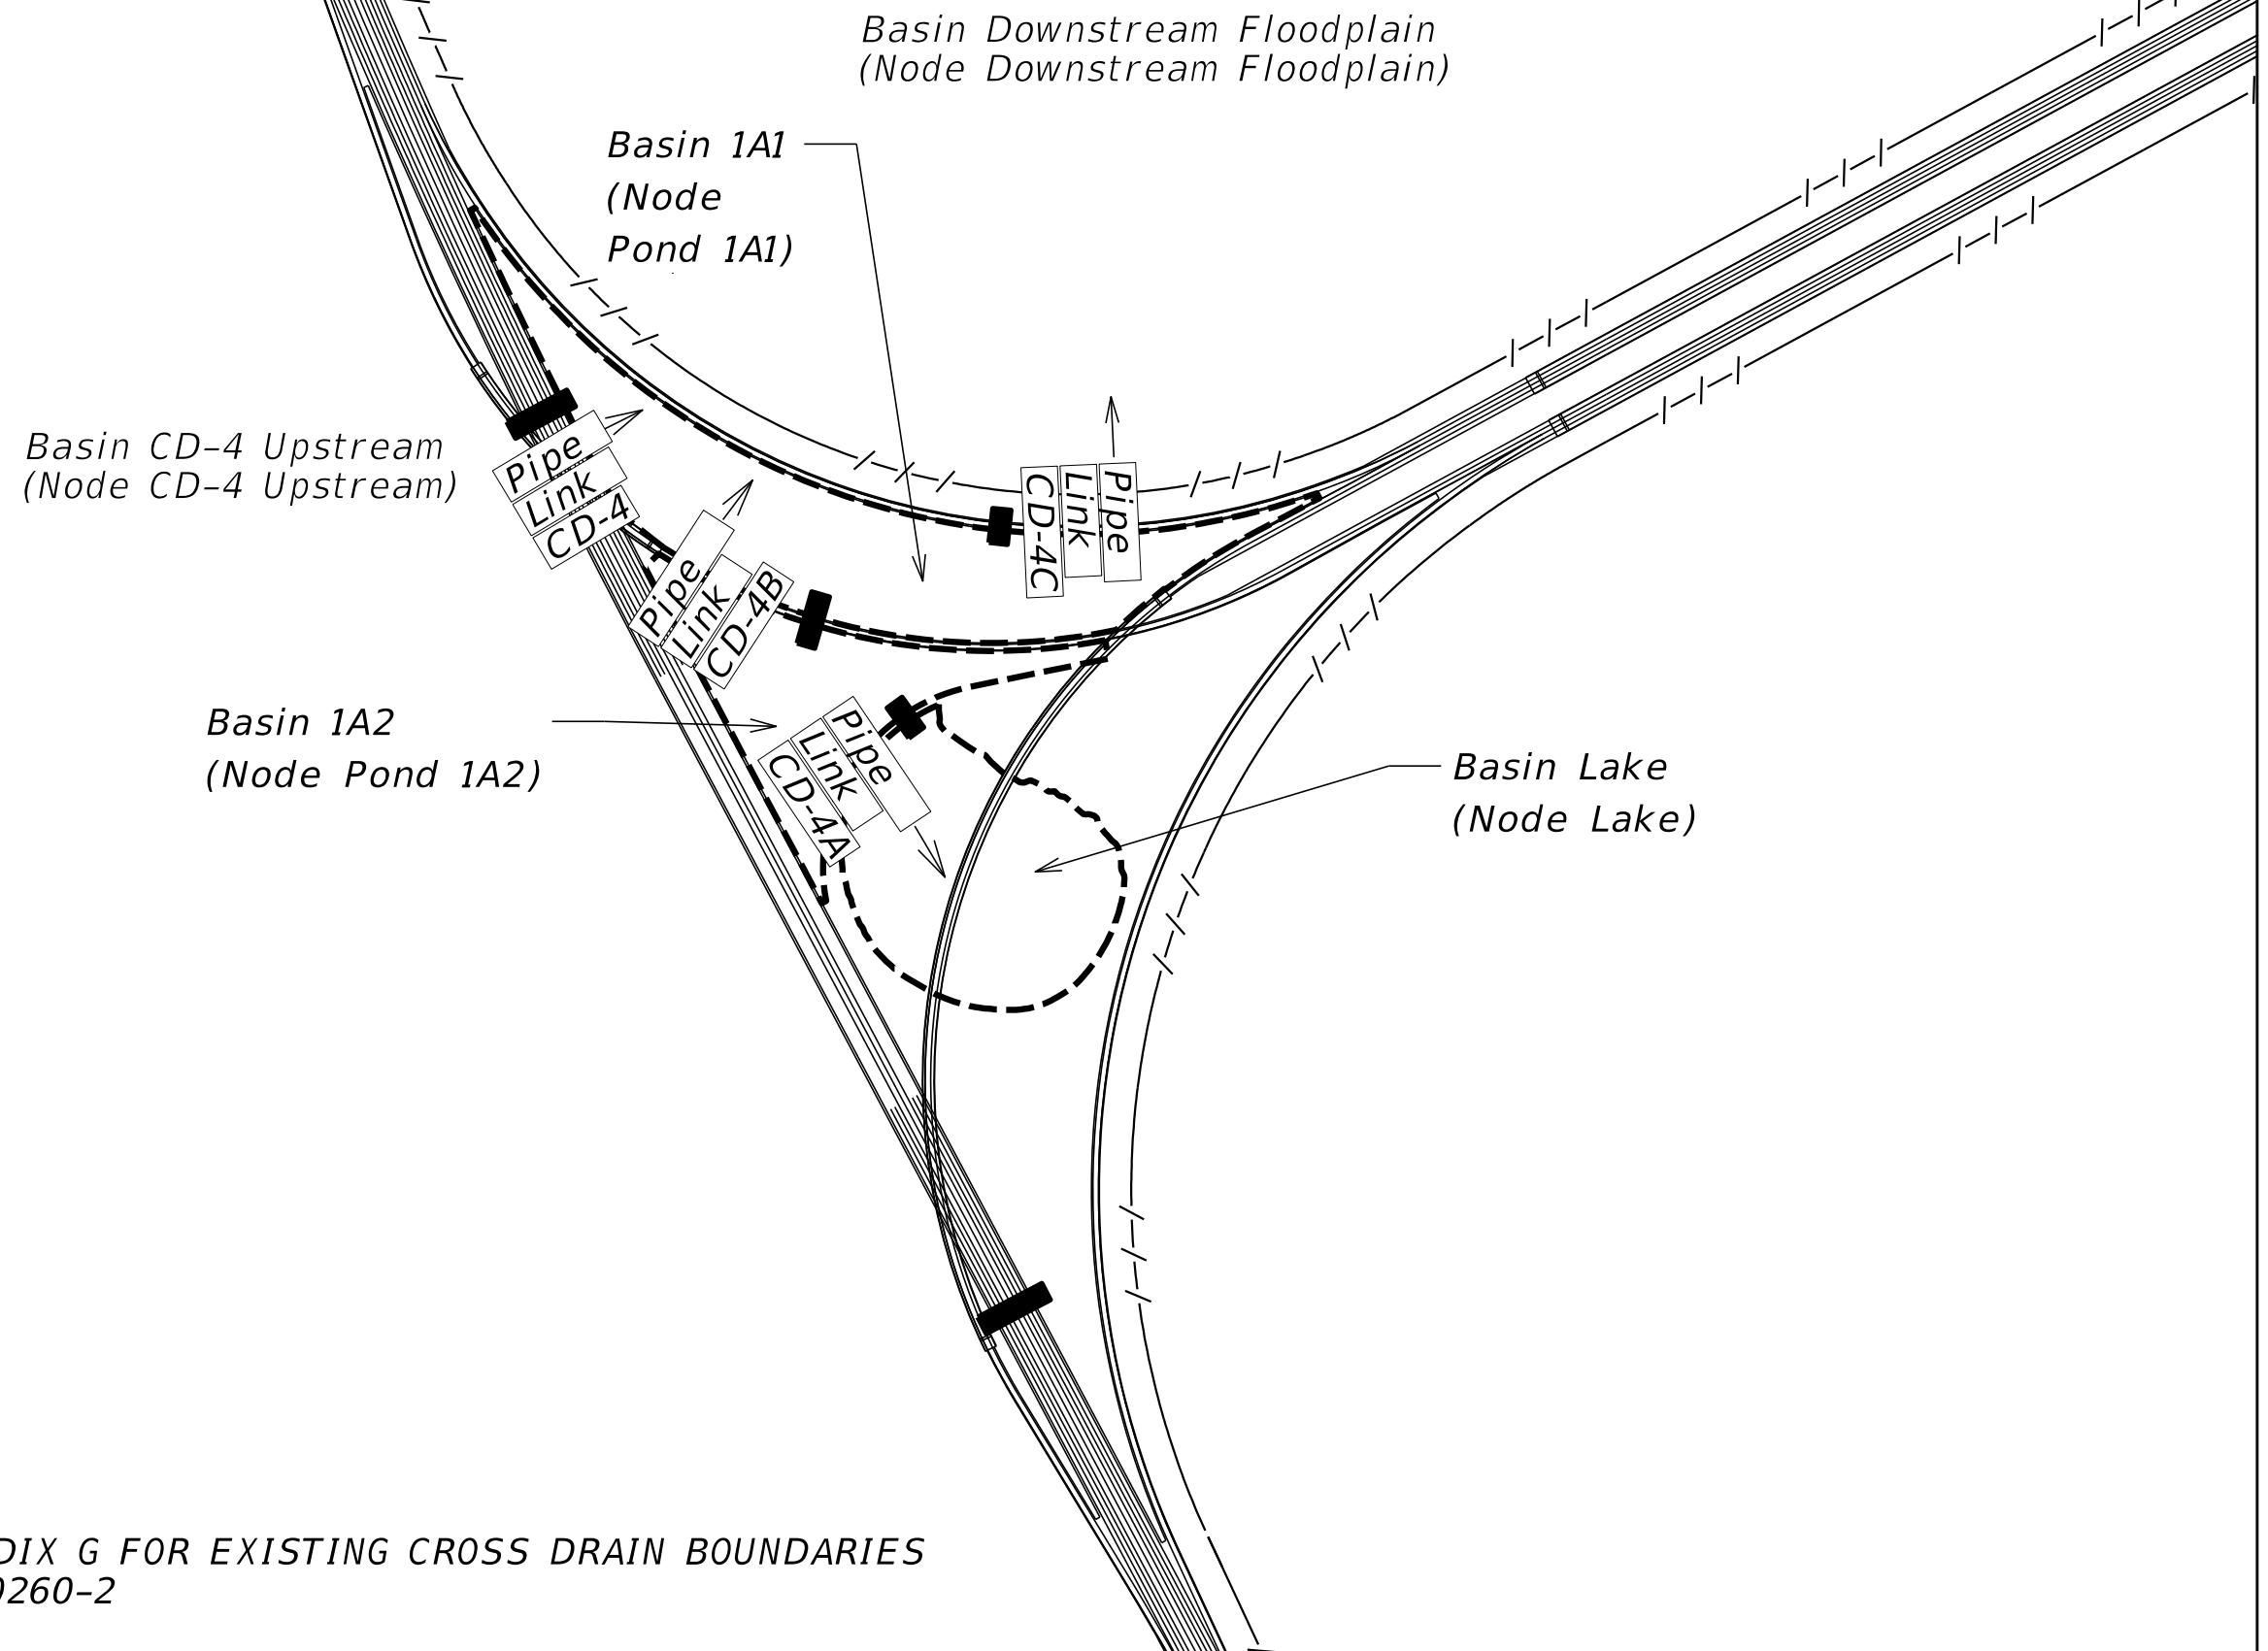 Basin Downstream Floodplain
(Node Downstream Floodplain)
Basin 1A1
(Node
Pond 1A1)
Basin CD-4 Upstream
(Node CD-4 Upstream)
Pipe
Link
CD-4
Pipe
Link
CD-4C
Pipe
Link
CD-4B
Basin 1A2
(Node Pond 1A2)
Pipe
Link
CD-4A
Basin Lake
(Node Lake)
DIX G FOR EXISTING CROSS DRAIN BOUNDARIES
0260-2